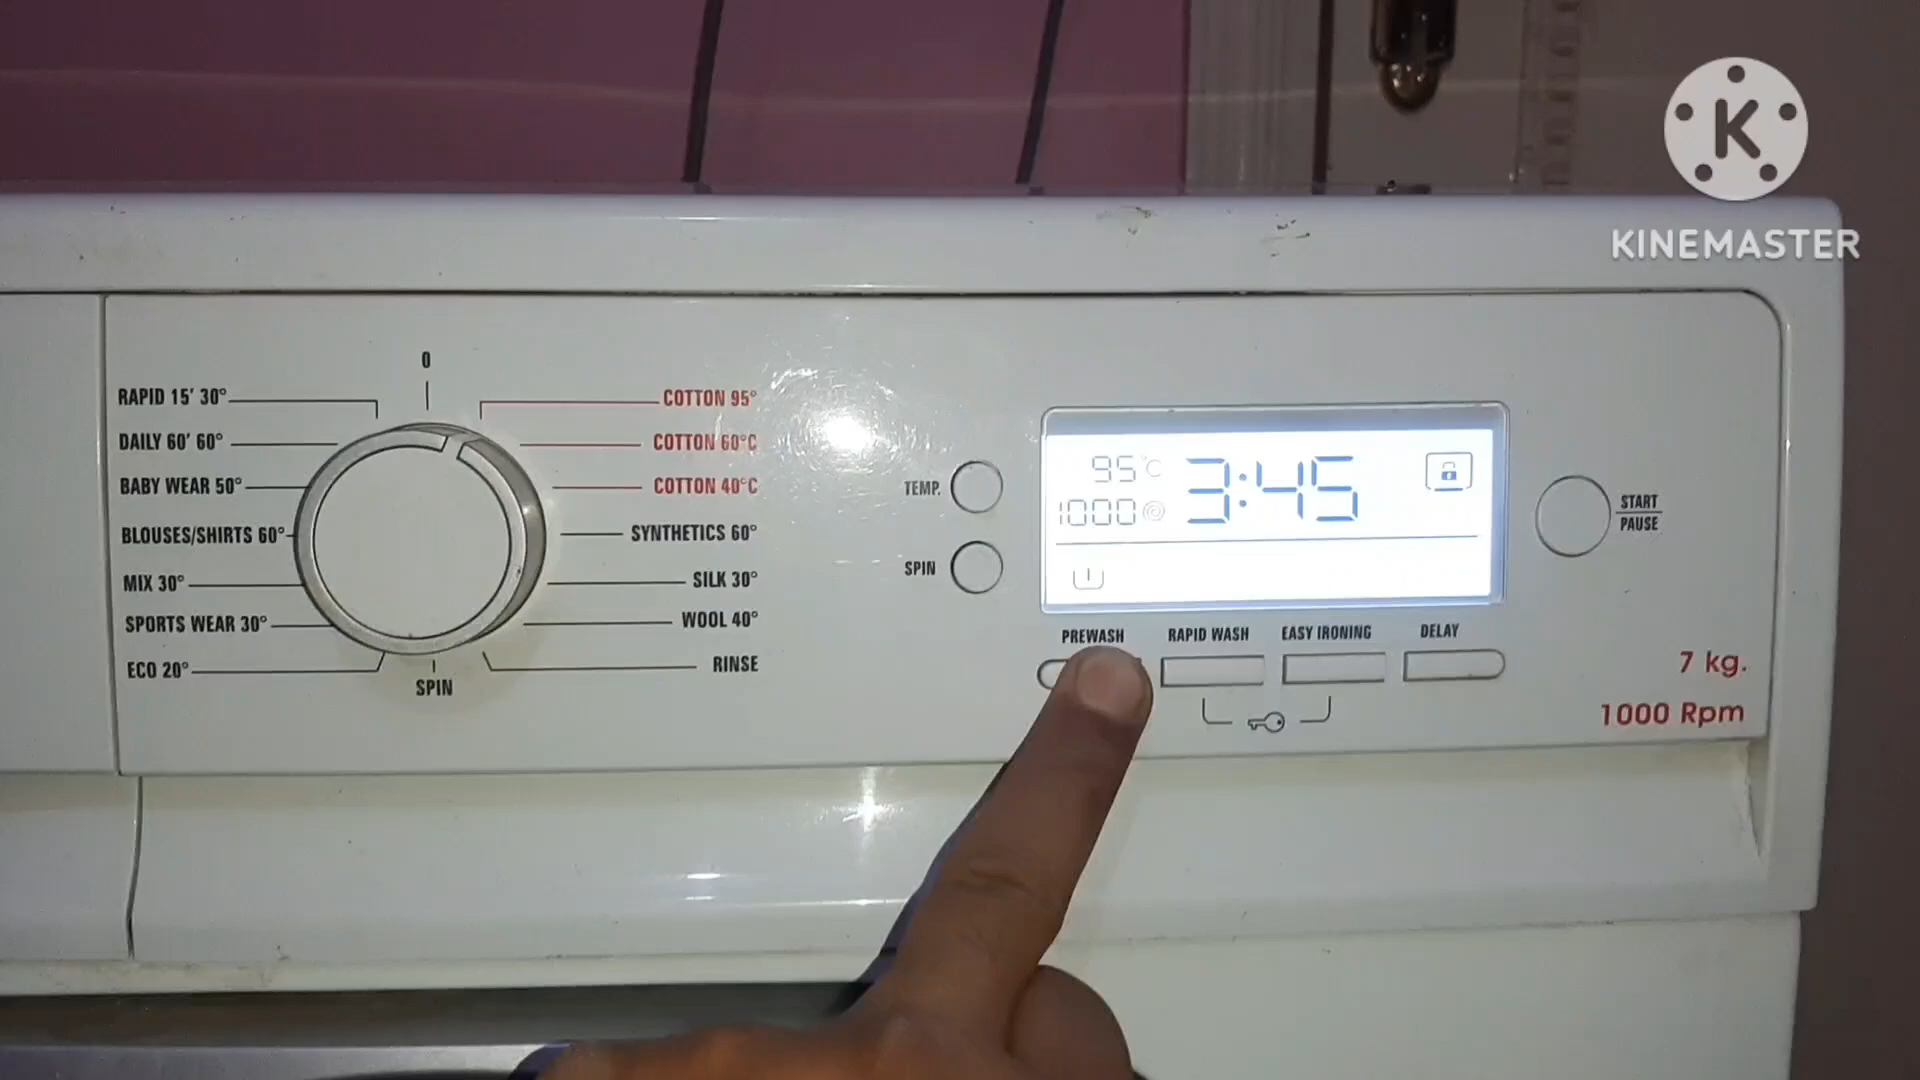 K
KINEMASTER
0
RAPID 15' 30°
DAILY 60' 60°
BABY WEAR 50°
BLOUSES/SHIRTS 60°
MIX 30°
SPORTS WEAR 30°
ECO 20°
SPIN
COTTON 95°
COTTON 60°C
COTTON 40°C
SYNTHETICS 60°
SILK 30°
WOOL 40°
RINSE
TEMP.
SPIN
95°C
1000
3:45
START
PAUSE
PREWASH
RAPID WASH
EASY IRONING
DELAY
7 kg.
1000 Rpm